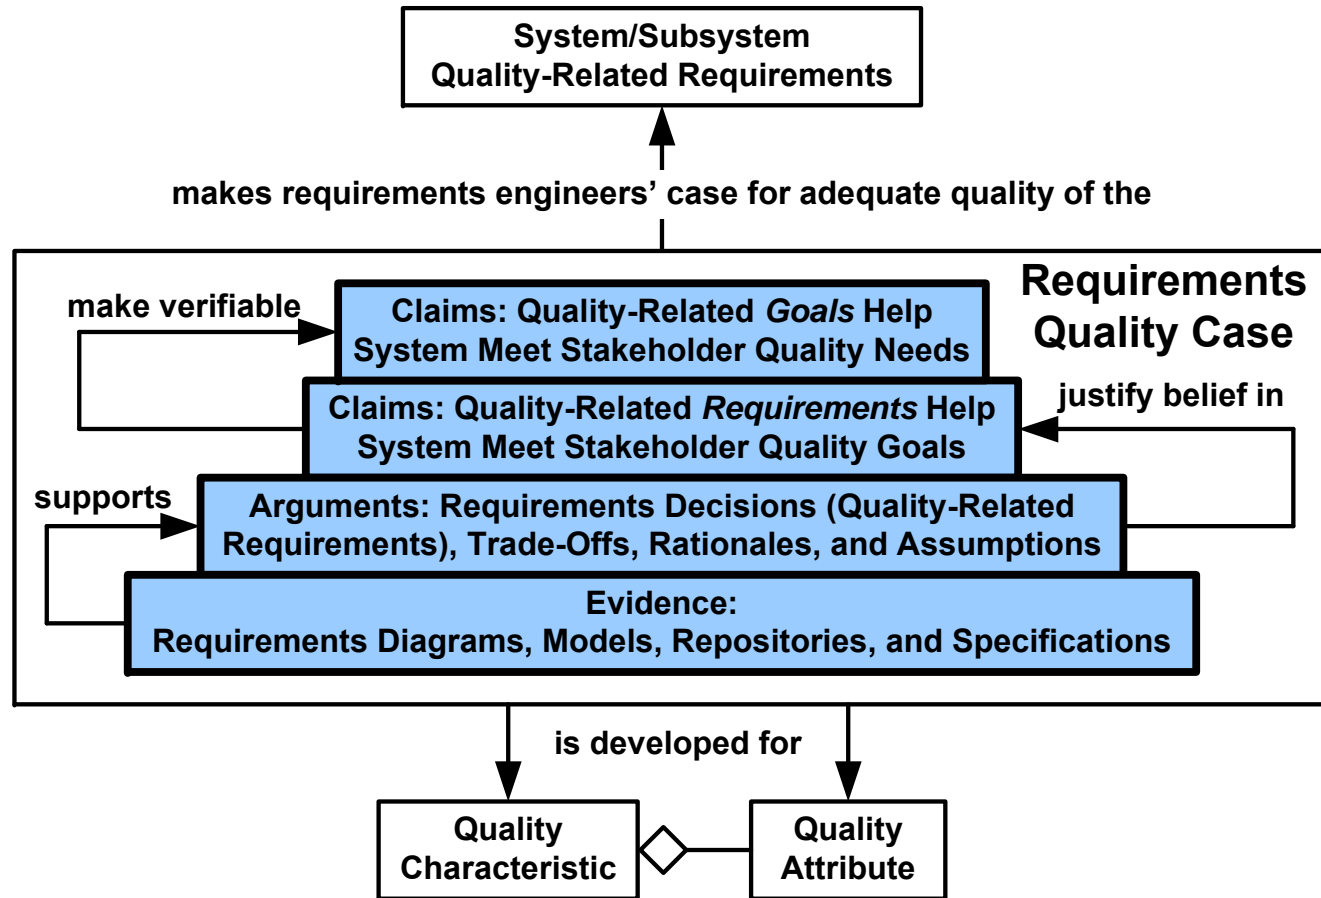 System/Subsystem
Quality-Related Requirements
makes requirements engineers’ case for adequate quality of the
Requirements
Quality Case
make verifiable
Claims: Quality-Related Goals Help
System Meet Stakeholder Quality Needs
justify belief in
Claims: Quality-Related Requirements Help
System Meet Stakeholder Quality Goals
supports
Arguments: Requirements Decisions (Quality-Related
Requirements), Trade-Offs, Rationales, and Assumptions
Evidence:
Requirements Diagrams, Models, Repositories, and Specifications
is developed for
Quality
Characteristic
Quality
Attribute